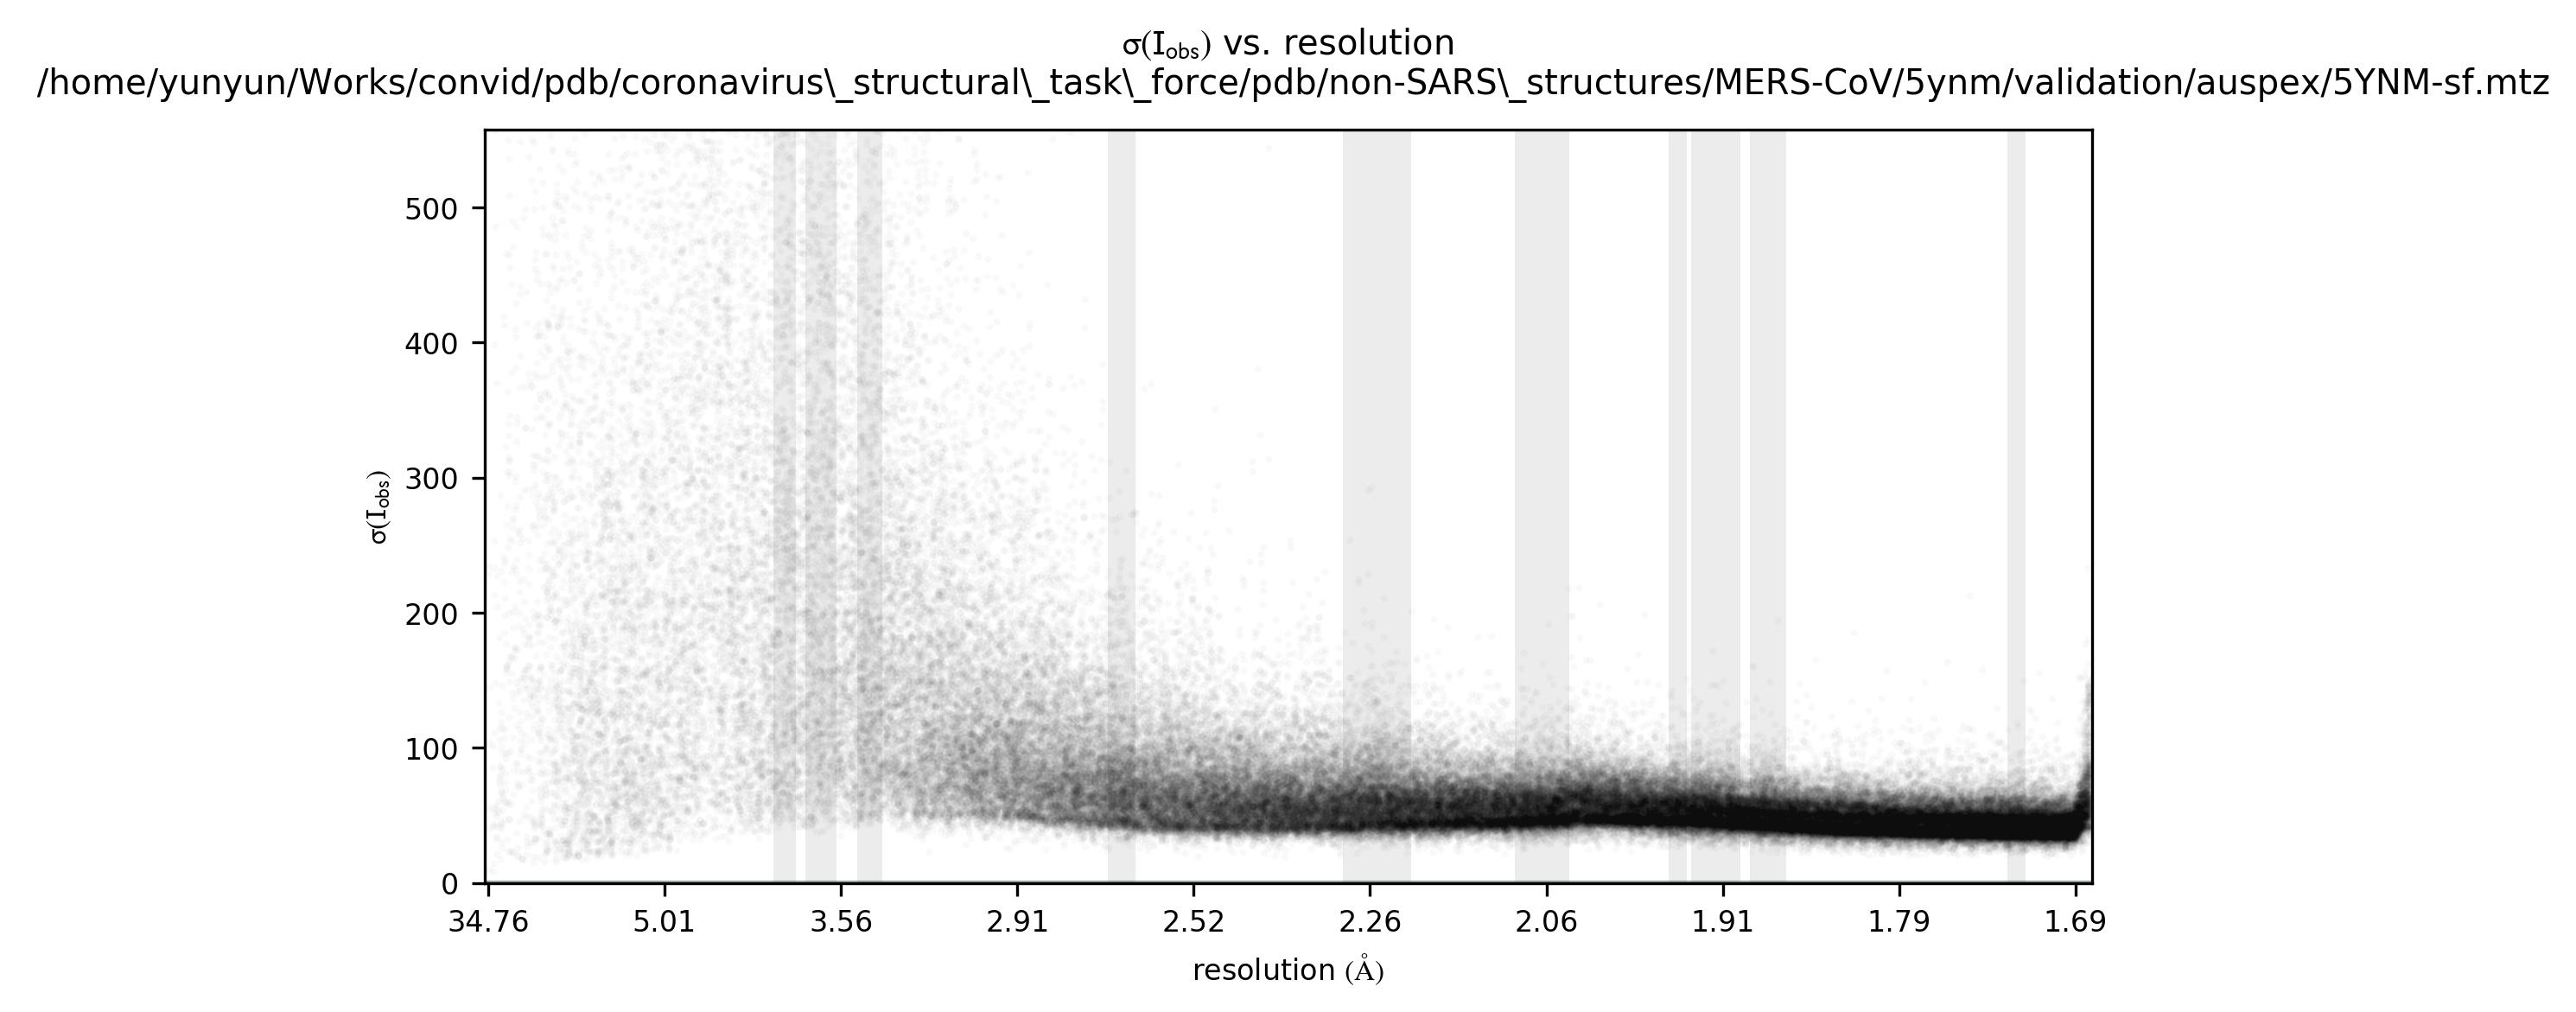 σ(I_obs) vs. resolution
/home/yunyun/Works/convid/pdb/coronavirus\_structural\_task\_force/pdb/non-SARS\_structures/MERS-CoV/5ynm/validation/auspex/5YNM-sf.mtz
500
400
300
200
100
0
σ(I_obs)
34.76 5.01 3.56 2.91 2.52 2.26 2.06 1.91 1.79 1.69
resolution (Å)